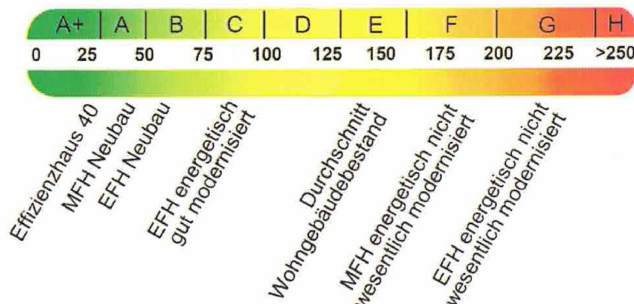 A+ A B C D E F G H
0 25 50 75 100 125 150 175 200 225 >250
Effizienzhaus 40
MFH Neubau
EFH Neubau
EFH energetisch
gut modernisiert
Durchschnitt
Wohngebäudebestand
MFH energetisch nicht
wesentlich modernisiert
EFH energetisch nicht
wesentlich modernisiert